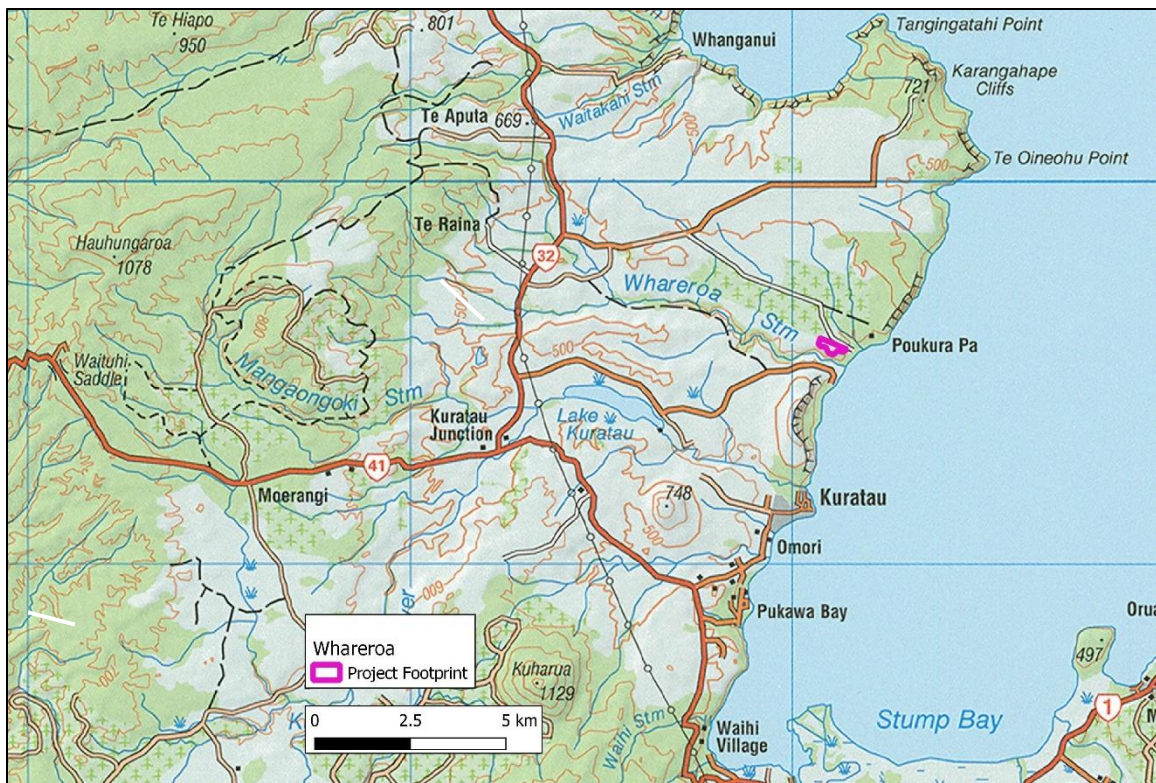 Te Hiapo
950
801
Whanganui
Tangingatahi Point
721
Karangahape
Cliffs
Te Aputa
669
Waitakahi Stm
500
Te Oineohu Point
500
Te Raina
Hauhungaroa
1078
32
Whareroa
Stm
Poukura Pa
800
500
Waituhi
Saddle
Mangaongoki
Stm
Kuratau
Junction
Lake
Kuratau
41
Moerangi
748
Kuratau
500
Omori
600
Pukawa Bay
Whareroa
Project Footprint
700
Kuharua
1129
497
0
2.5
5 km
Waihi Stm
Waihi
Village
Stump Bay
1